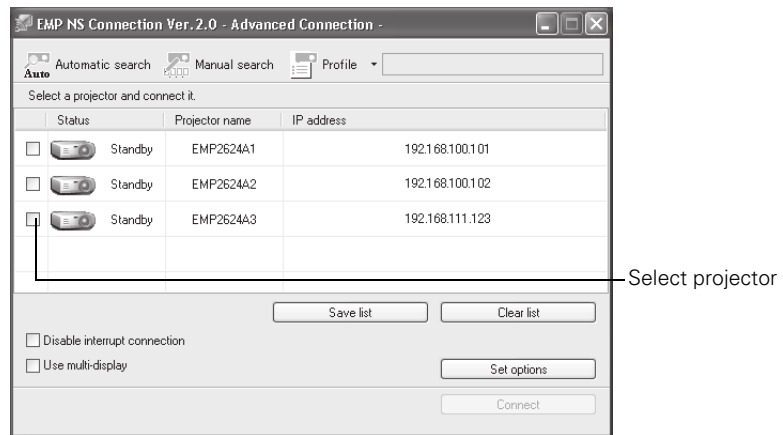 EMP NS Connection Ver.2.0 - Advanced Connection -
Auto Automatic search Manual search Profile
Select a projector and connect it.
Status Projector name IP address
Standby EMP2624A1 192.168.100.101
Standby EMP2624A2 192.168.100.102
Standby EMP2624A3 192.168.111.123
Select projector
Save list Clear list
Disable interrupt connection
Use multi-display
Set options
Connect